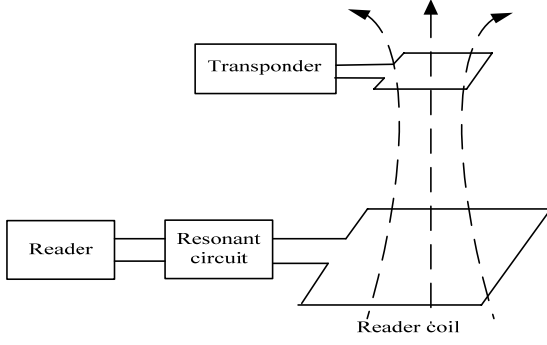 Transponder
Reader
Resonant
circuit
Reader coil